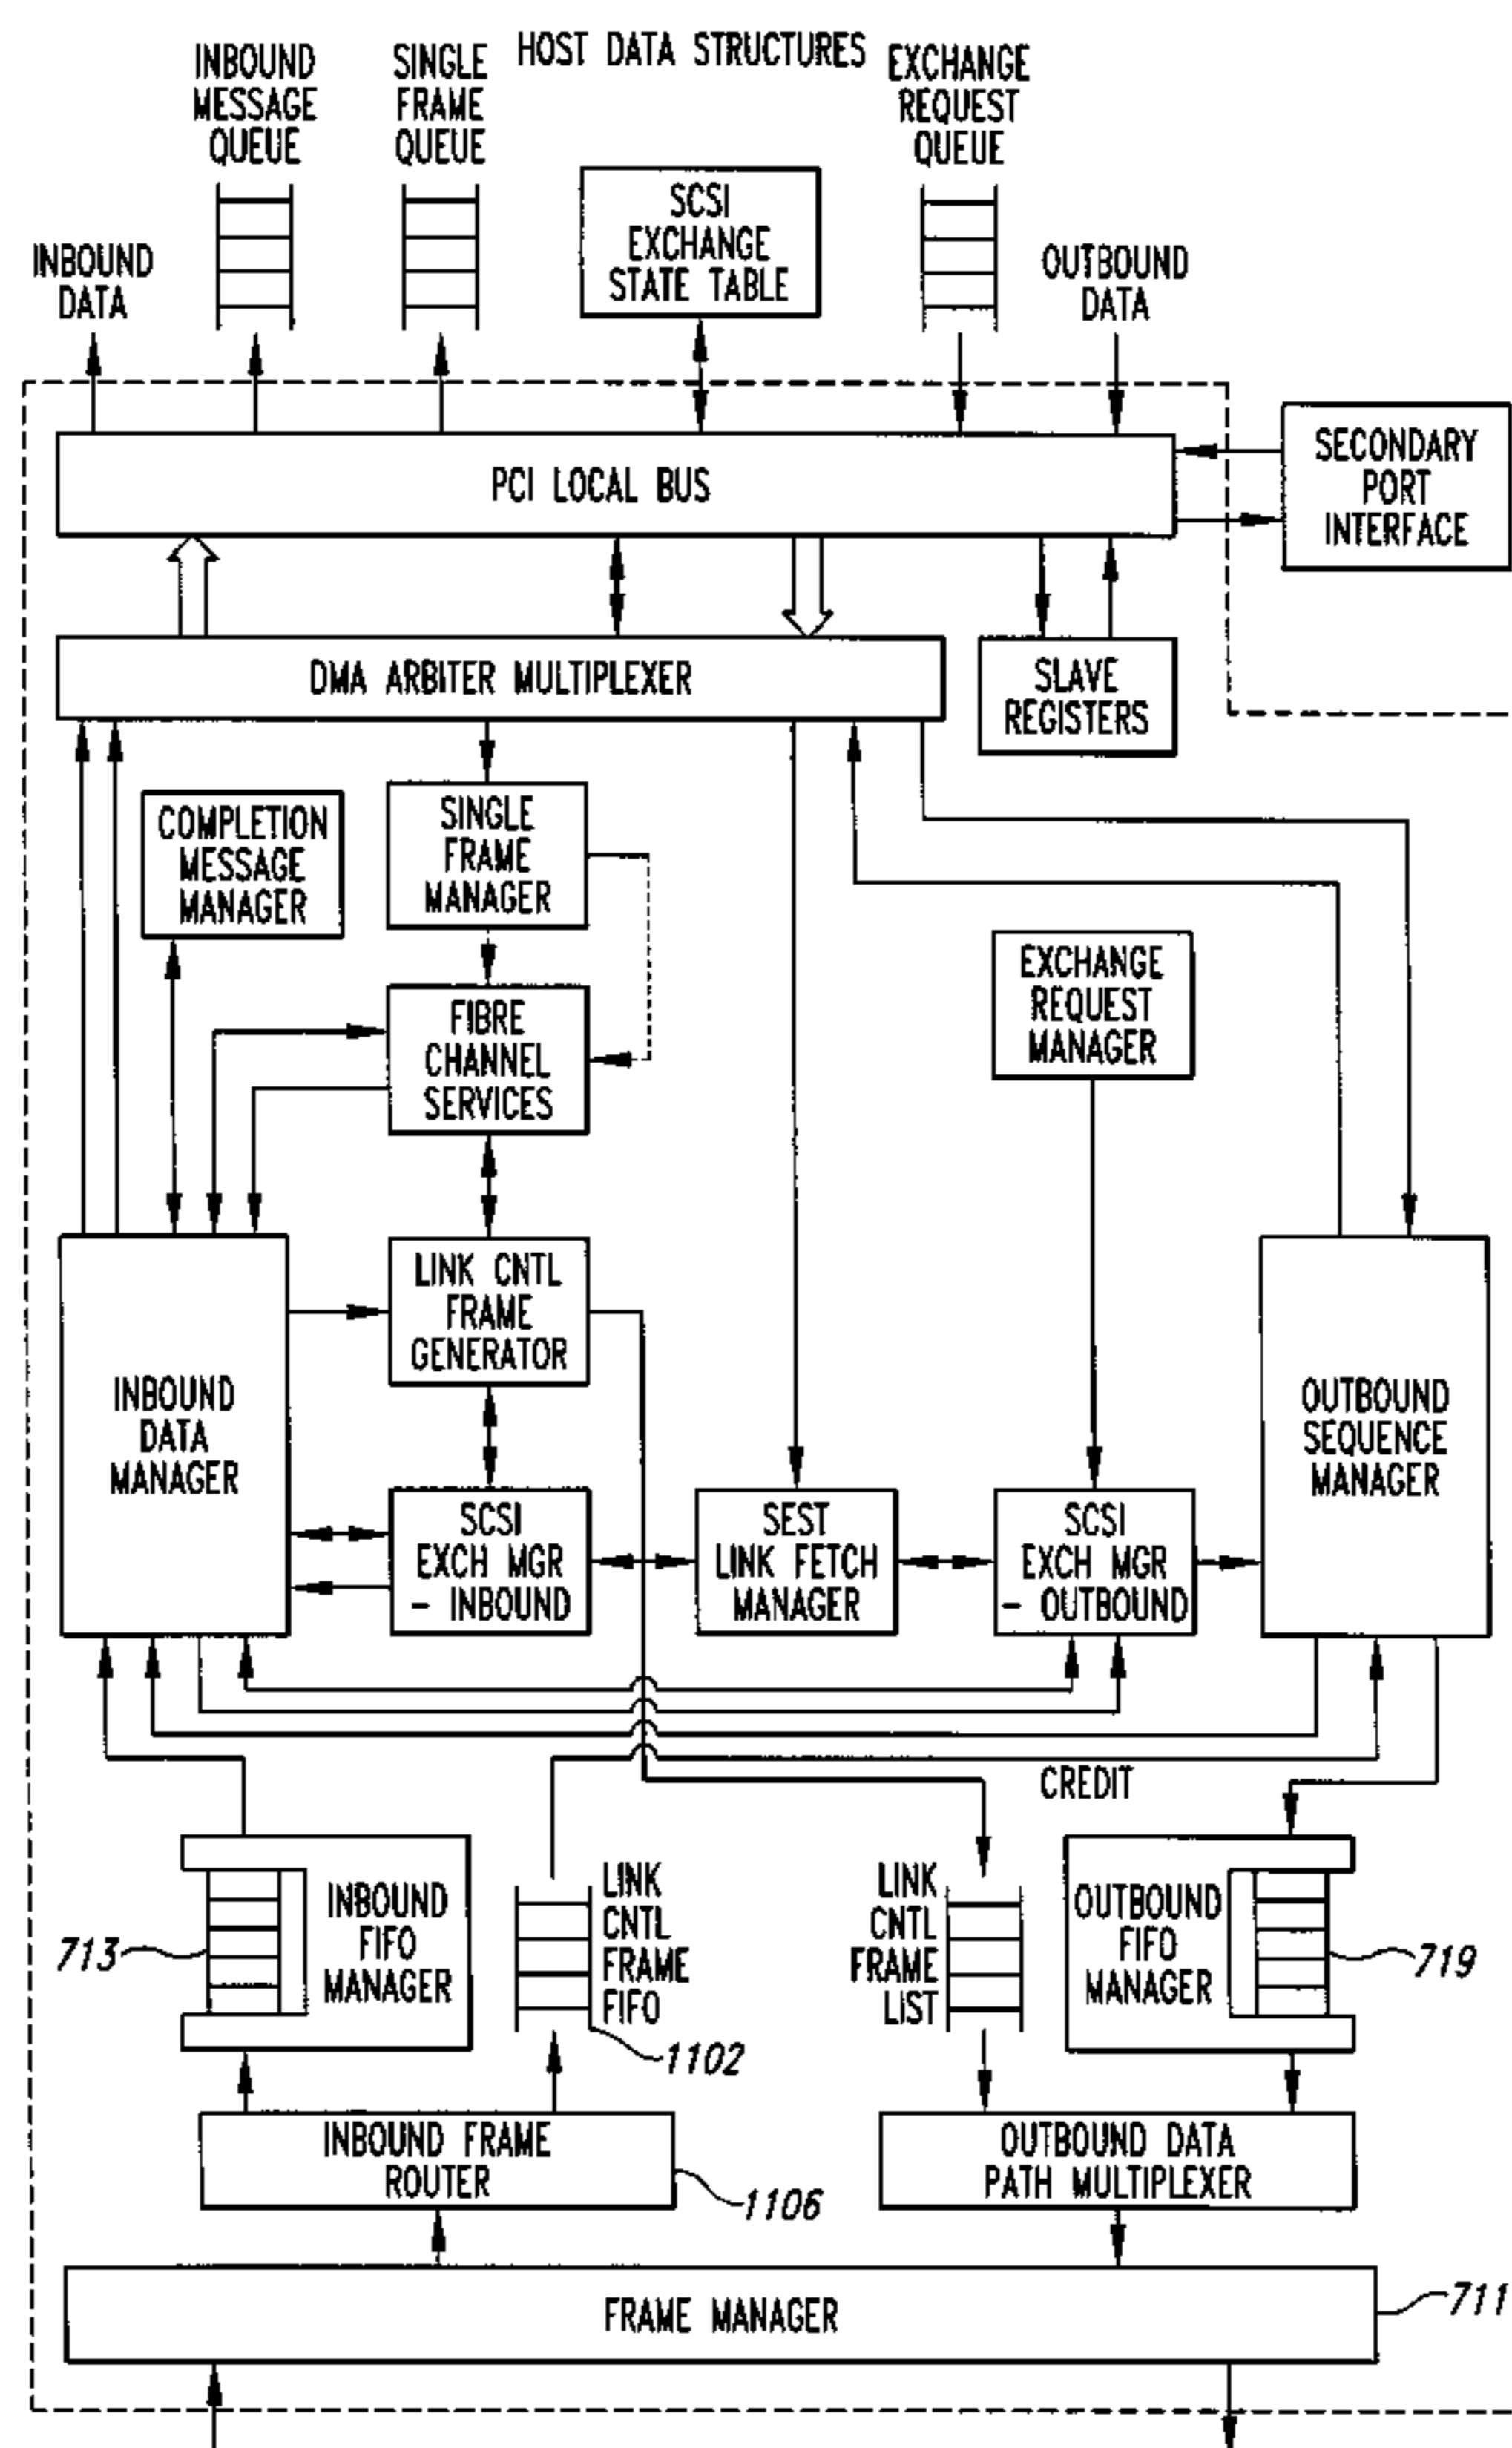 HOST DATA STRUCTURES
INBOUND
MESSAGE
QUEUE
SINGLE
FRAME
QUEUE
EXCHANGE
REQUEST
QUEUE
SCSI
EXCHANGE
STATE TABLE
INBOUND
DATA
OUTBOUND
DATA
PCI LOCAL BUS
SECONDARY
PORT
INTERFACE
DMA ARBITER MULTIPLEXER
SLAVE
REGISTERS
COMPLETION
MESSAGE
MANAGER
SINGLE
FRAME
MANAGER
EXCHANGE
REQUEST
MANAGER
FIBRE
CHANNEL
SERVICES
LINK CNTL
FRAME
GENERATOR
INBOUND
DATA
MANAGER
OUTBOUND
SEQUENCE
MANAGER
SCSI
EXCH MGR
- INBOUND
SEST
LINK FETCH
MANAGER
SCSI
EXCH MGR
- OUTBOUND
CREDIT
713
INBOUND
FIFO
MANAGER
LINK
CNTL
FRAME
FIFO
1102
LINK
CNTL
FRAME
LIST
OUTBOUND
FIFO
MANAGER
719
INBOUND FRAME
ROUTER
1106
OUTBOUND DATA
PATH MULTIPLEXER
FRAME MANAGER
711